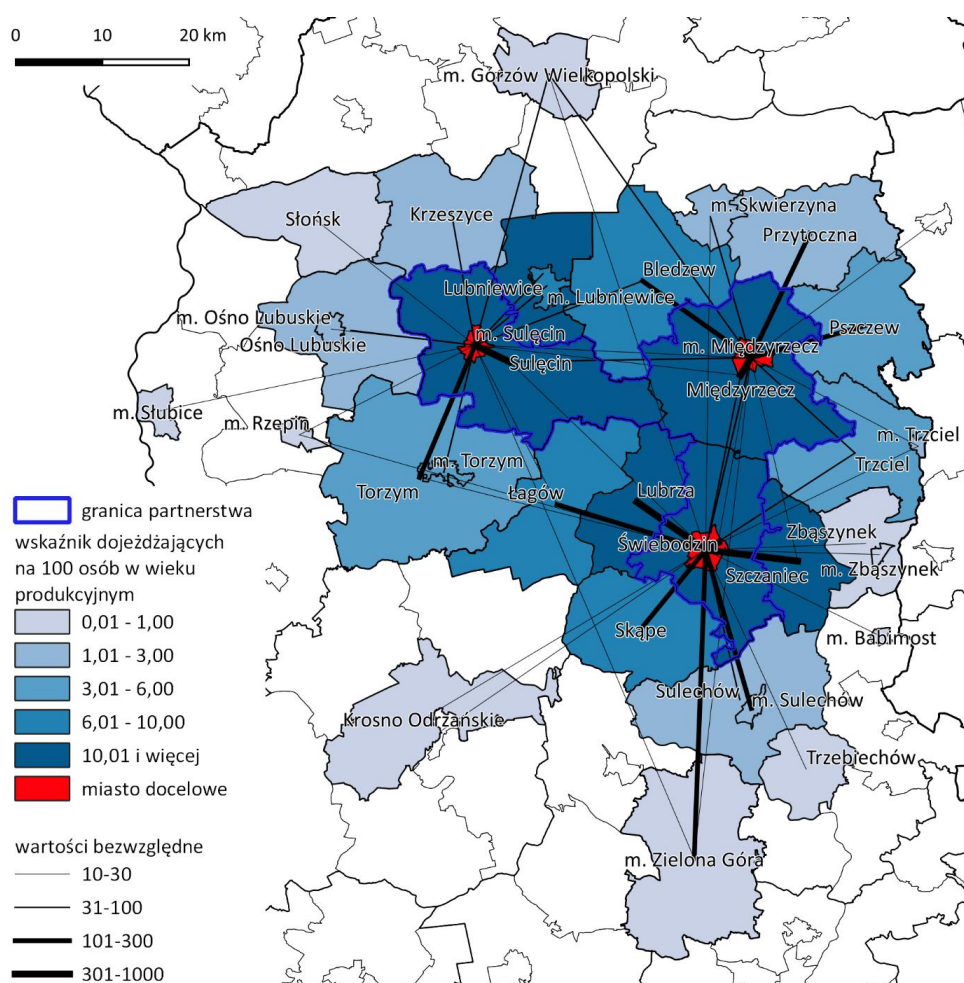 0 10 20 km
m. Gorzów Wielkopolski
m. Skwierzyna
Słońsk
Krzeszyce
Przytoczna
Bledzew
Lubniewice
m. Lubniewice
m. Ośno Lubuskie
Ośno Lubuskie
m. Sulęcin
Sulęcin
Pszczew
m. Międzyrzecz
Międzyrzecz
m. Słubice
m. Rzepin
m. Trzciel
Trzciel
m. Torzym
Torzym
Łagów
Lubrza
Świebodzin
Zbąszynek
m. Zbąszynek
Szczaniec
Skąpe
m. Babimost
Sulechów
m. Sulechów
Krosno Odrzańskie
Trzebiechów
m. Zielona Góra
granica partnerstwa
wskaźnik dojeżdżających
na 100 osób w wieku
produkcyjnym
0,01 - 1,00
1,01 - 3,00
3,01 - 6,00
6,01 - 10,00
10,01 i więcej
miasto docelowe
wartości bezwzględne
10-30
31-100
101-300
301-1000